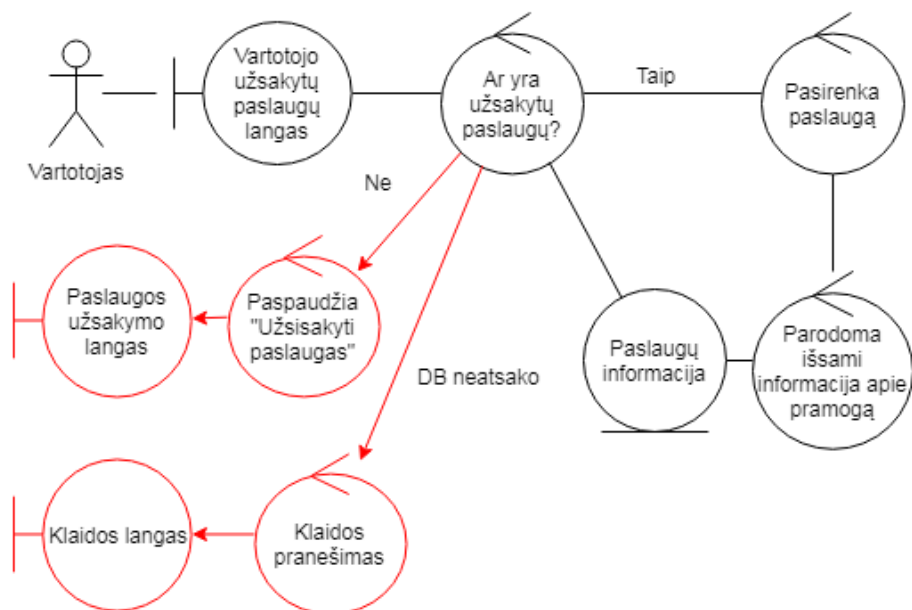 Vartotojas
Vartotojo
užsakytų
paslaugų
langas
Ar yra
užsakytų
paslaugų?
Taip
Pasirenka
paslaugą
Ne
Paslaugos
užsakymo
langas
Paspaudžia
"Užsisakyti
paslaugas"
DB neatsako
Paslaugų
informacija
Parodoma
išsami
informacija apie
pramogą
Klaidos langas
Klaidos
pranešimas